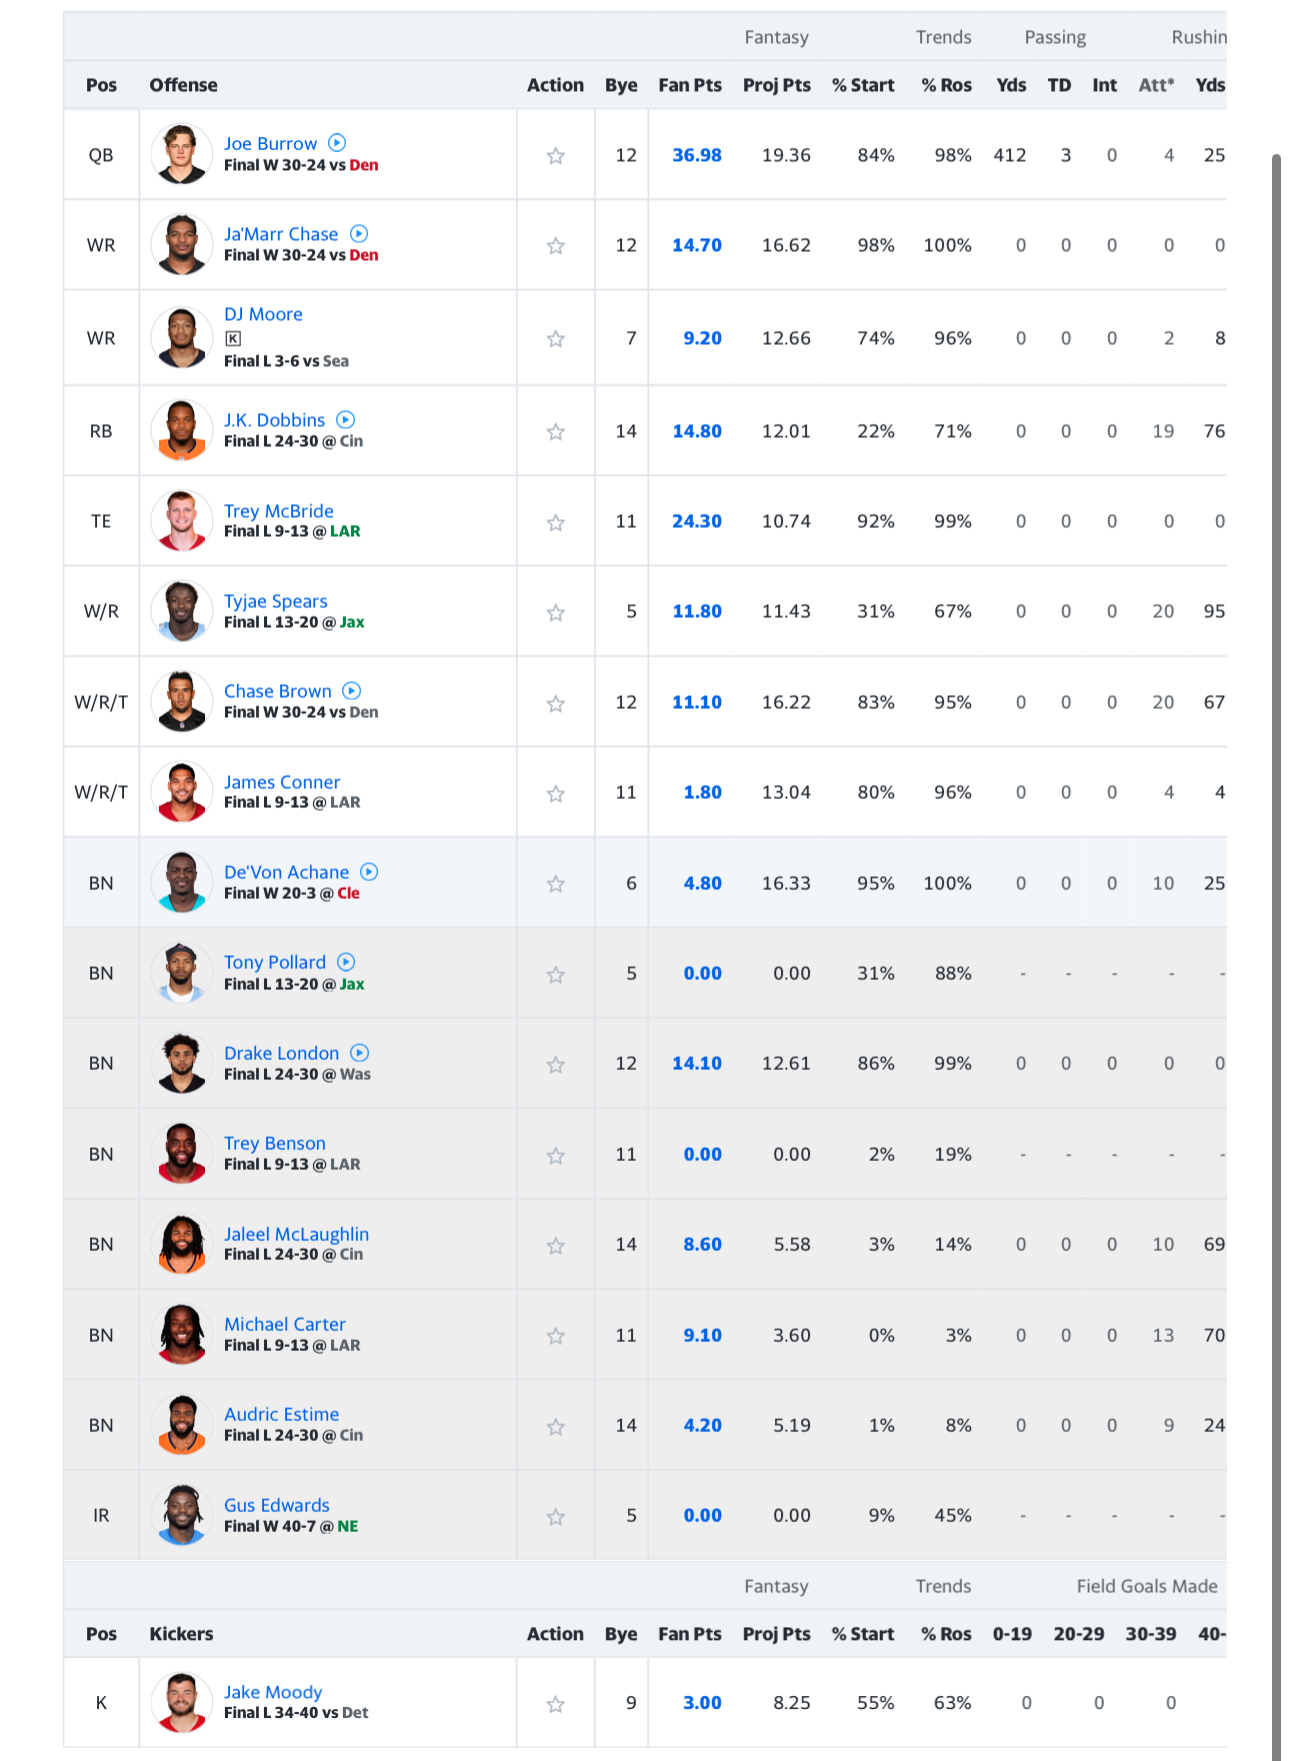 Fantasy Trends Passing Rushin
Pos Offense Action Bye Fan Pts Proj Pts % Start % Ros Yds TD Int Att* Yds
QB Joe Burrow 12 36.98 19.36 84% 98% 412 3 0 4 25
Final W 30-24 vs Den
WR Ja'Marr Chase 12 14.70 16.62 98% 100% 0 0 0 0 0
Final W 30-24 vs Den
DJ Moore
WR K 7 9.20 12.66 74% 96% 0 0 0 2 8
Final L 3-6 vs Sea
RB J.K. Dobbins 14 14.80 12.01 22% 71% 0 0 0 19 76
Final L 24-30 @ Cin
TE Trey McBride 11 24.30 10.74 92% 99% 0 0 0 0 0
Final L 9-13 @ LAR
W/R Tyjae Spears 5 11.80 11.43 31% 67% 0 0 0 20 95
Final L 13-20 @ Jax
W/R/T Chase Brown 12 11.10 16.22 83% 95% 0 0 0 20 67
Final W 30-24 vs Den
W/R/T James Conner 11 1.80 13.04 80% 96% 0 0 0 4 4
Final L 9-13 @ LAR
BN De'Von Achane 6 4.80 16.33 95% 100% 0 0 0 10 25
Final W 20-3 @ Cle
BN Tony Pollard 5 0.00 0.00 31% 88% - - - - -
Final L 13-20 @ Jax
BN Drake London 12 14.10 12.61 86% 99% 0 0 0 0 0
Final L 24-30 @ Was
BN Trey Benson 11 0.00 0.00 2% 19% - - - - -
Final L 9-13 @ LAR
BN Jaleel McLaughlin 14 8.60 5.58 3% 14% 0 0 0 10 69
Final L 24-30 @ Cin
BN Michael Carter 11 9.10 3.60 0% 3% 0 0 0 13 70
Final L 9-13 @ LAR
BN Audric Estime 14 4.20 5.19 1% 8% 0 0 0 9 24
Final L 24-30 @ Cin
IR Gus Edwards 5 0.00 0.00 9% 45% - - - - -
Final W 40-7 @ NE
Fantasy Trends Field Goals Made
Pos Kickers Action Bye Fan Pts Proj Pts % Start % Ros 0-19 20-29 30-39 40-
K Jake Moody 9 3.00 8.25 55% 63% 0 0 0
Final L 34-40 vs Det